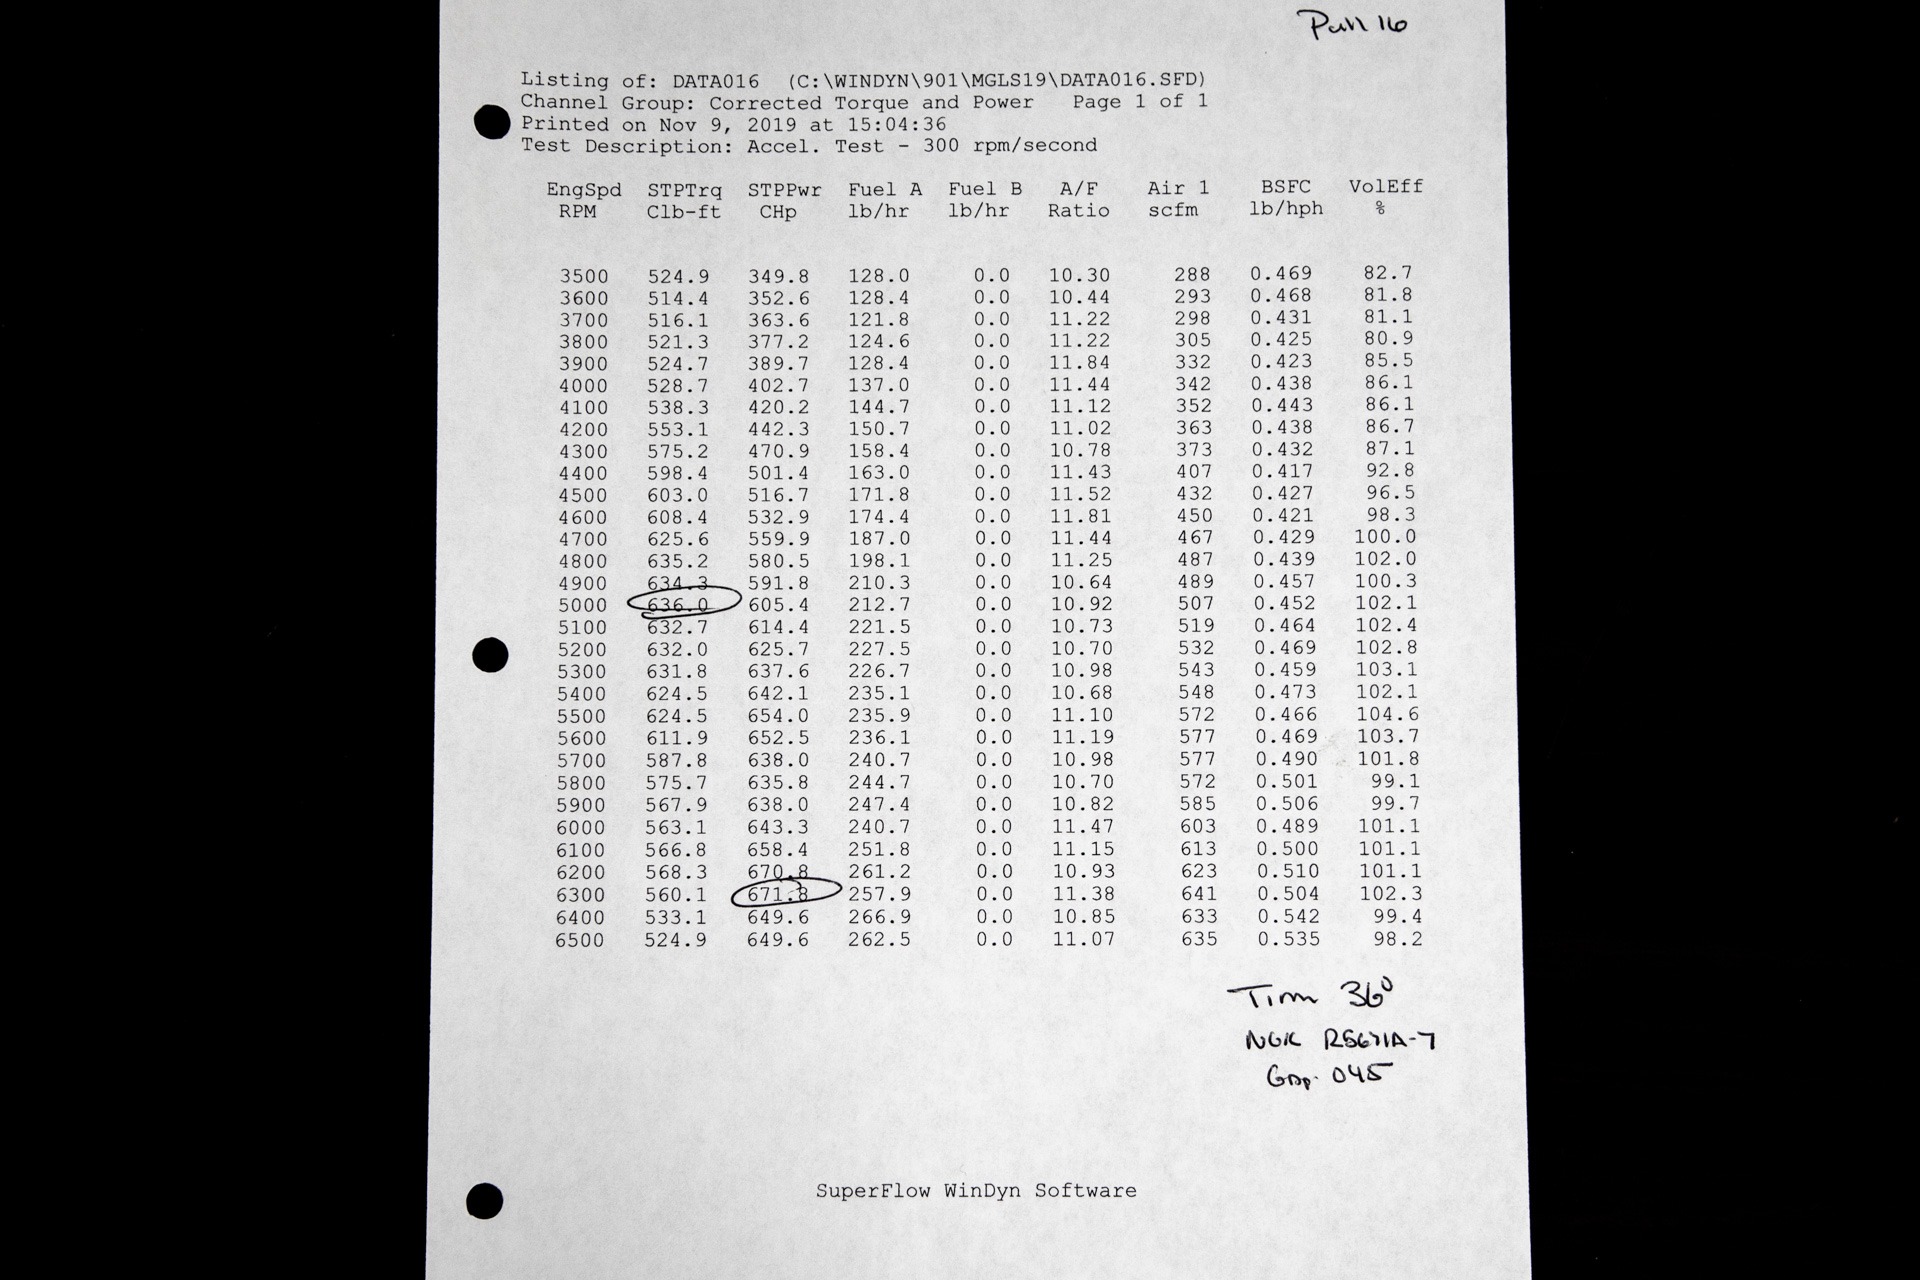 Pull 16
Listing of: DATA016 (C:\WINDYN\901\MGLS19\DATA016.SFD)
Channel Group: Corrected Torque and Power Page 1 of 1
Printed on Nov 9, 2019 at 15:04:36
Test Description: Accel. Test - 300 rpm/second
EngSpd STPTrq STPPwr Fuel A Fuel B A/F Air 1 BSFC VolEff
RPM Clb-ft CHp lb/hr lb/hr Ratio scfm lb/hph %
3500 524.9 349.8 128.0 0.0 10.30 288 0.469 82.7
3600 514.4 352.6 128.4 0.0 10.44 293 0.468 81.8
3700 516.1 363.6 121.8 0.0 11.22 298 0.431 81.1
3800 521.3 377.2 124.6 0.0 11.22 305 0.425 80.9
3900 524.7 389.7 128.4 0.0 11.84 332 0.423 85.5
4000 528.7 402.7 137.0 0.0 11.44 342 0.438 86.1
4100 538.3 420.2 144.7 0.0 11.12 352 0.443 86.1
4200 553.1 442.3 150.7 0.0 11.02 363 0.438 86.7
4300 575.2 470.9 158.4 0.0 10.78 373 0.432 87.1
4400 598.4 501.4 163.0 0.0 11.43 407 0.417 92.8
4500 603.0 516.7 171.8 0.0 11.52 432 0.427 96.5
4600 608.4 532.9 174.4 0.0 11.81 450 0.421 98.3
4700 625.6 559.9 187.0 0.0 11.44 467 0.429 100.0
4800 635.2 580.5 198.1 0.0 11.25 487 0.439 102.0
4900 634.3 591.8 210.3 0.0 10.64 489 0.457 100.3
5000 636.0 605.4 212.7 0.0 10.92 507 0.452 102.1
5100 632.7 614.4 221.5 0.0 10.73 519 0.464 102.4
5200 632.0 625.7 227.5 0.0 10.70 532 0.469 102.8
5300 631.8 637.6 226.7 0.0 10.98 543 0.459 103.1
5400 624.5 642.1 235.1 0.0 10.68 548 0.473 102.1
5500 624.5 654.0 235.9 0.0 11.10 572 0.466 104.6
5600 611.9 652.5 236.1 0.0 11.19 577 0.469 103.7
5700 587.8 638.0 240.7 0.0 10.98 577 0.490 101.8
5800 575.7 635.8 244.7 0.0 10.70 572 0.501 99.1
5900 567.9 638.0 247.4 0.0 10.82 585 0.506 99.7
6000 563.1 643.3 240.7 0.0 11.47 603 0.489 101.1
6100 566.8 658.4 251.8 0.0 11.15 613 0.500 101.1
6200 568.3 670.8 261.2 0.0 10.93 623 0.510 101.1
6300 560.1 671.8 257.9 0.0 11.38 641 0.504 102.3
6400 533.1 649.6 266.9 0.0 10.85 633 0.542 99.4
6500 524.9 649.6 262.5 0.0 11.07 635 0.535 98.2
Tim 36°
NGK R5671A-7
Gap. 045
SuperFlow WinDyn Software